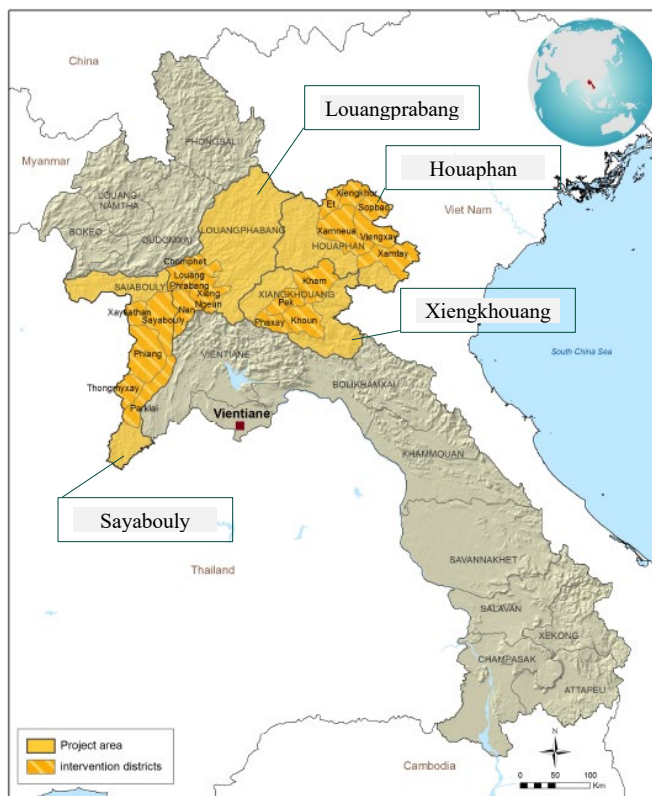 China
Louangprabang
PHONGSALI
Myanmar
Houaphan
LOUANG
NAMTHA
Xiengkhor
Et
Sopbao
Viet Nam
BOKEO
OUDOMXAI
LOUANGPHABANG
Xamneua
Viengxay
HOUAPHAN
Xamtay
Chomphet
Louang
Phrabang
SAIABOULY
Xieng
Ngeun
Kham
XIANGKHOUANG
Pek
Xaysathan
Nan
Sayabouly
Phaxay
Khoun
Xiengkhouang
Phiang
VIENTIANE
South China Sea
Thongmyxay
Parklai
BOLIKHAMXAI
Vientiane
KHAMMOUAN
Sayabouly
Thailand
SAVANNAKHET
SALAVAN
XEKONG
CHAMPASAK
ATTAPEU
N
Project area
intervention districts
Cambodia
0 50 100
Km